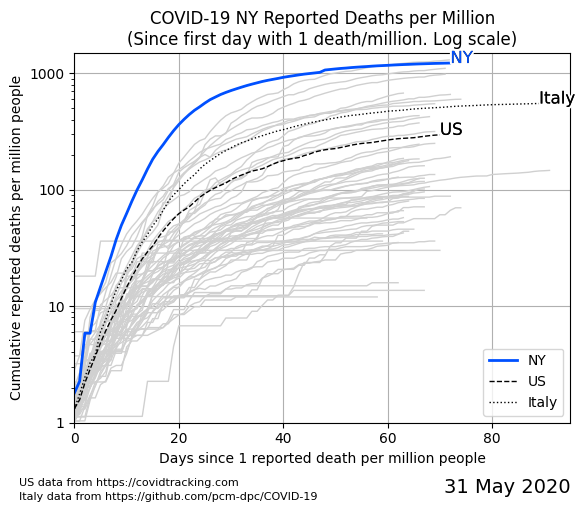 COVID-19 NY Reported Deaths per Million
(Since first day with 1 death/million. Log scale)
Cumulative reported deaths per million people
1000
100
10
1
NY
Italy
US
NY
US
Italy
0
20
40
60
80
Days since 1 reported death per million people
US data from https://covidtracking.com
Italy data from https://github.com/pcm-dpc/COVID-19
31 May 2020